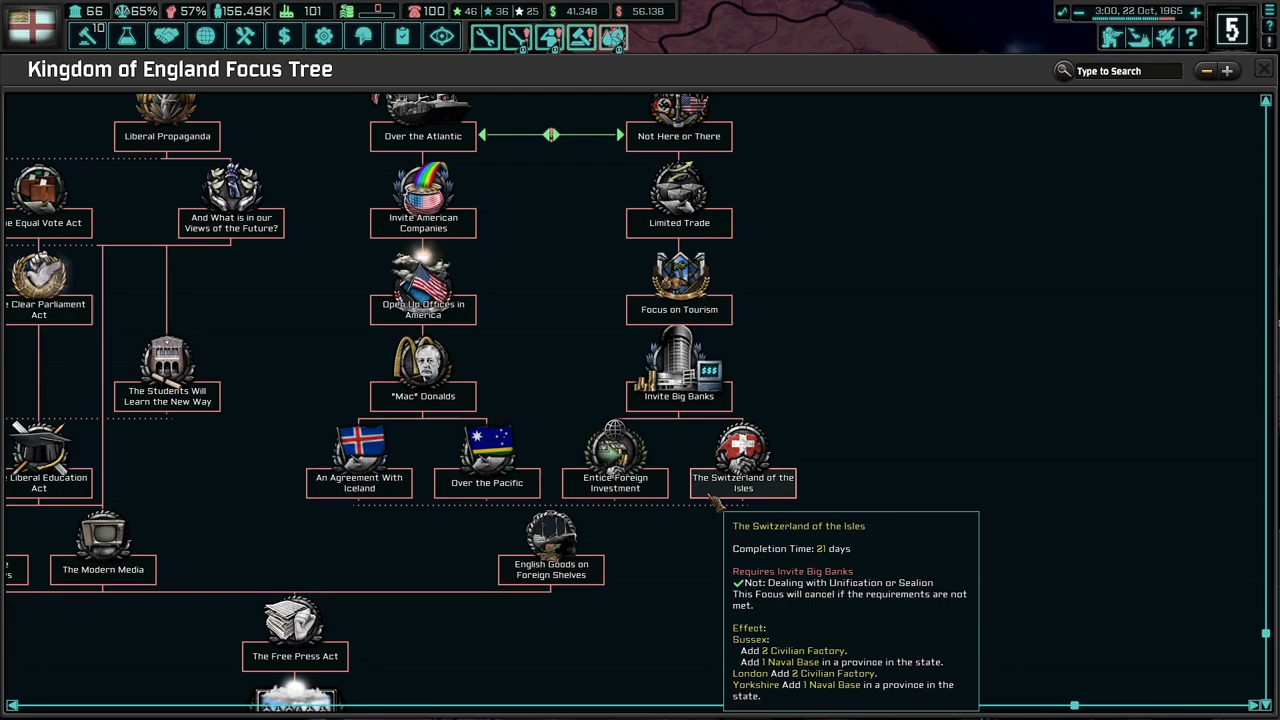 66 65% 57% 156.49K 101 0 100 46 36 25 41.34B 56.13B
3:00, 22 Oct, 1965
5
10
Kingdom of England Focus Tree
Type to Search
Liberal Propaganda
Over the Atlantic
Not Here or There
e Equal Vote Act
And What is in our
Views of the Future?
Invite American
Companies
Limited Trade
Clear Parliament
Act
Open Up Offices in
America
Focus on Tourism
The Students Will
Learn the New Way
"Mac" Donalds
Invite Big Banks
Liberal Education
Act
An Agreement With
Iceland
Over the Pacific
Entice Foreign
Investment
The Switzerland of the
Isles
The Modern Media
English Goods on
Foreign Shelves
The Free Press Act
The Switzerland of the Isles
Completion Time: 21 days
Requires Invite Big Banks
Not: Dealing with Unification or Sealion
This Focus will cancel if the requirements are not
met.
Effect:
Sussex:
Add 2 Civilian Factory.
Add 1 Naval Base in a province in the state.
London Add 2 Civilian Factory.
Yorkshire Add 1 Naval Base in a province in the
state.